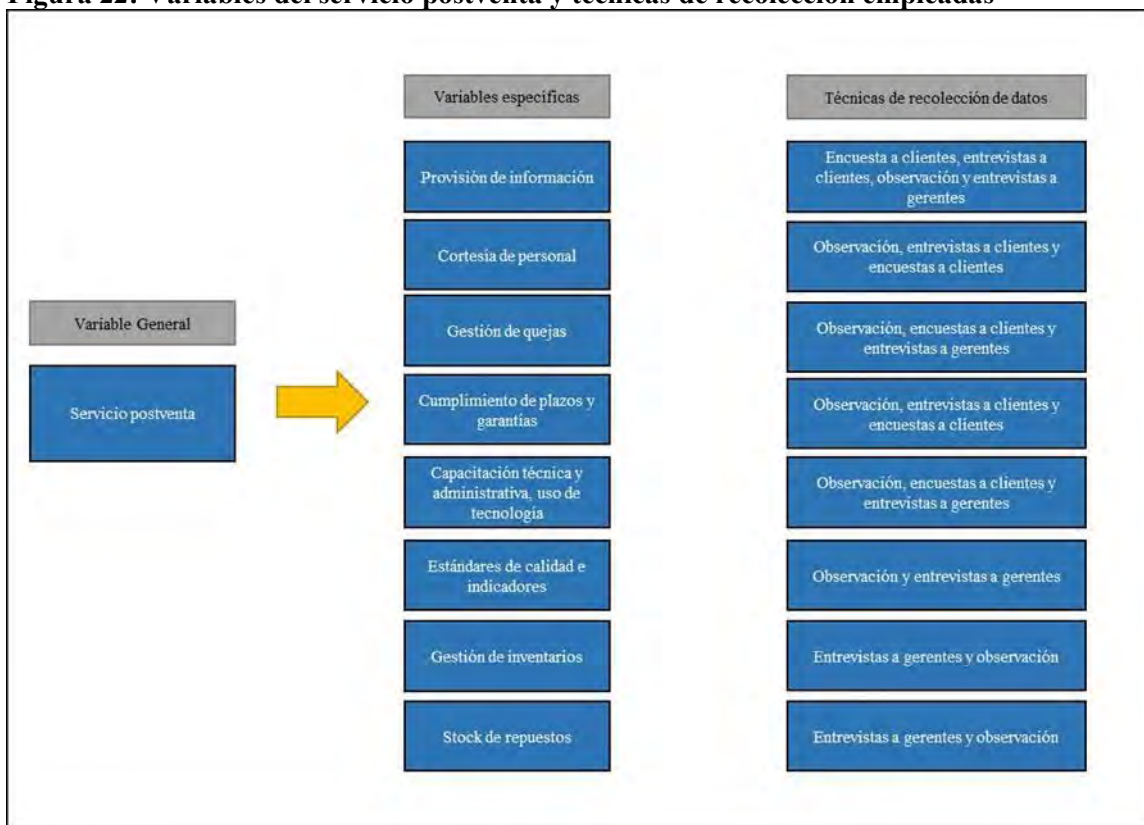 Figura 22: Variables del servicio postventa y técnicas de recolección empleadas
Variables específicas
Técnicas de recolección de datos
Provisión de información
Encuesta a clientes, entrevistas a
clientes, observación y entrevistas a
gerentes
Cortesía de personal
Observación, entrevistas a clientes y
encuestas a clientes
Variable General
Gestión de quejas
Observación, encuestas a clientes y
entrevistas a gerentes
Servicio postventa
Cumplimiento de plazos y
garantías
Observación, entrevistas a clientes y
encuestas a clientes
Capacitación técnica y
administrativa, uso de
tecnología
Observación, encuestas a clientes y
entrevistas a gerentes
Estándares de calidad e
indicadores
Observación y entrevistas a gerentes
Gestión de inventarios
Entrevistas a gerentes y observación
Stock de repuestos
Entrevistas a gerentes y observación